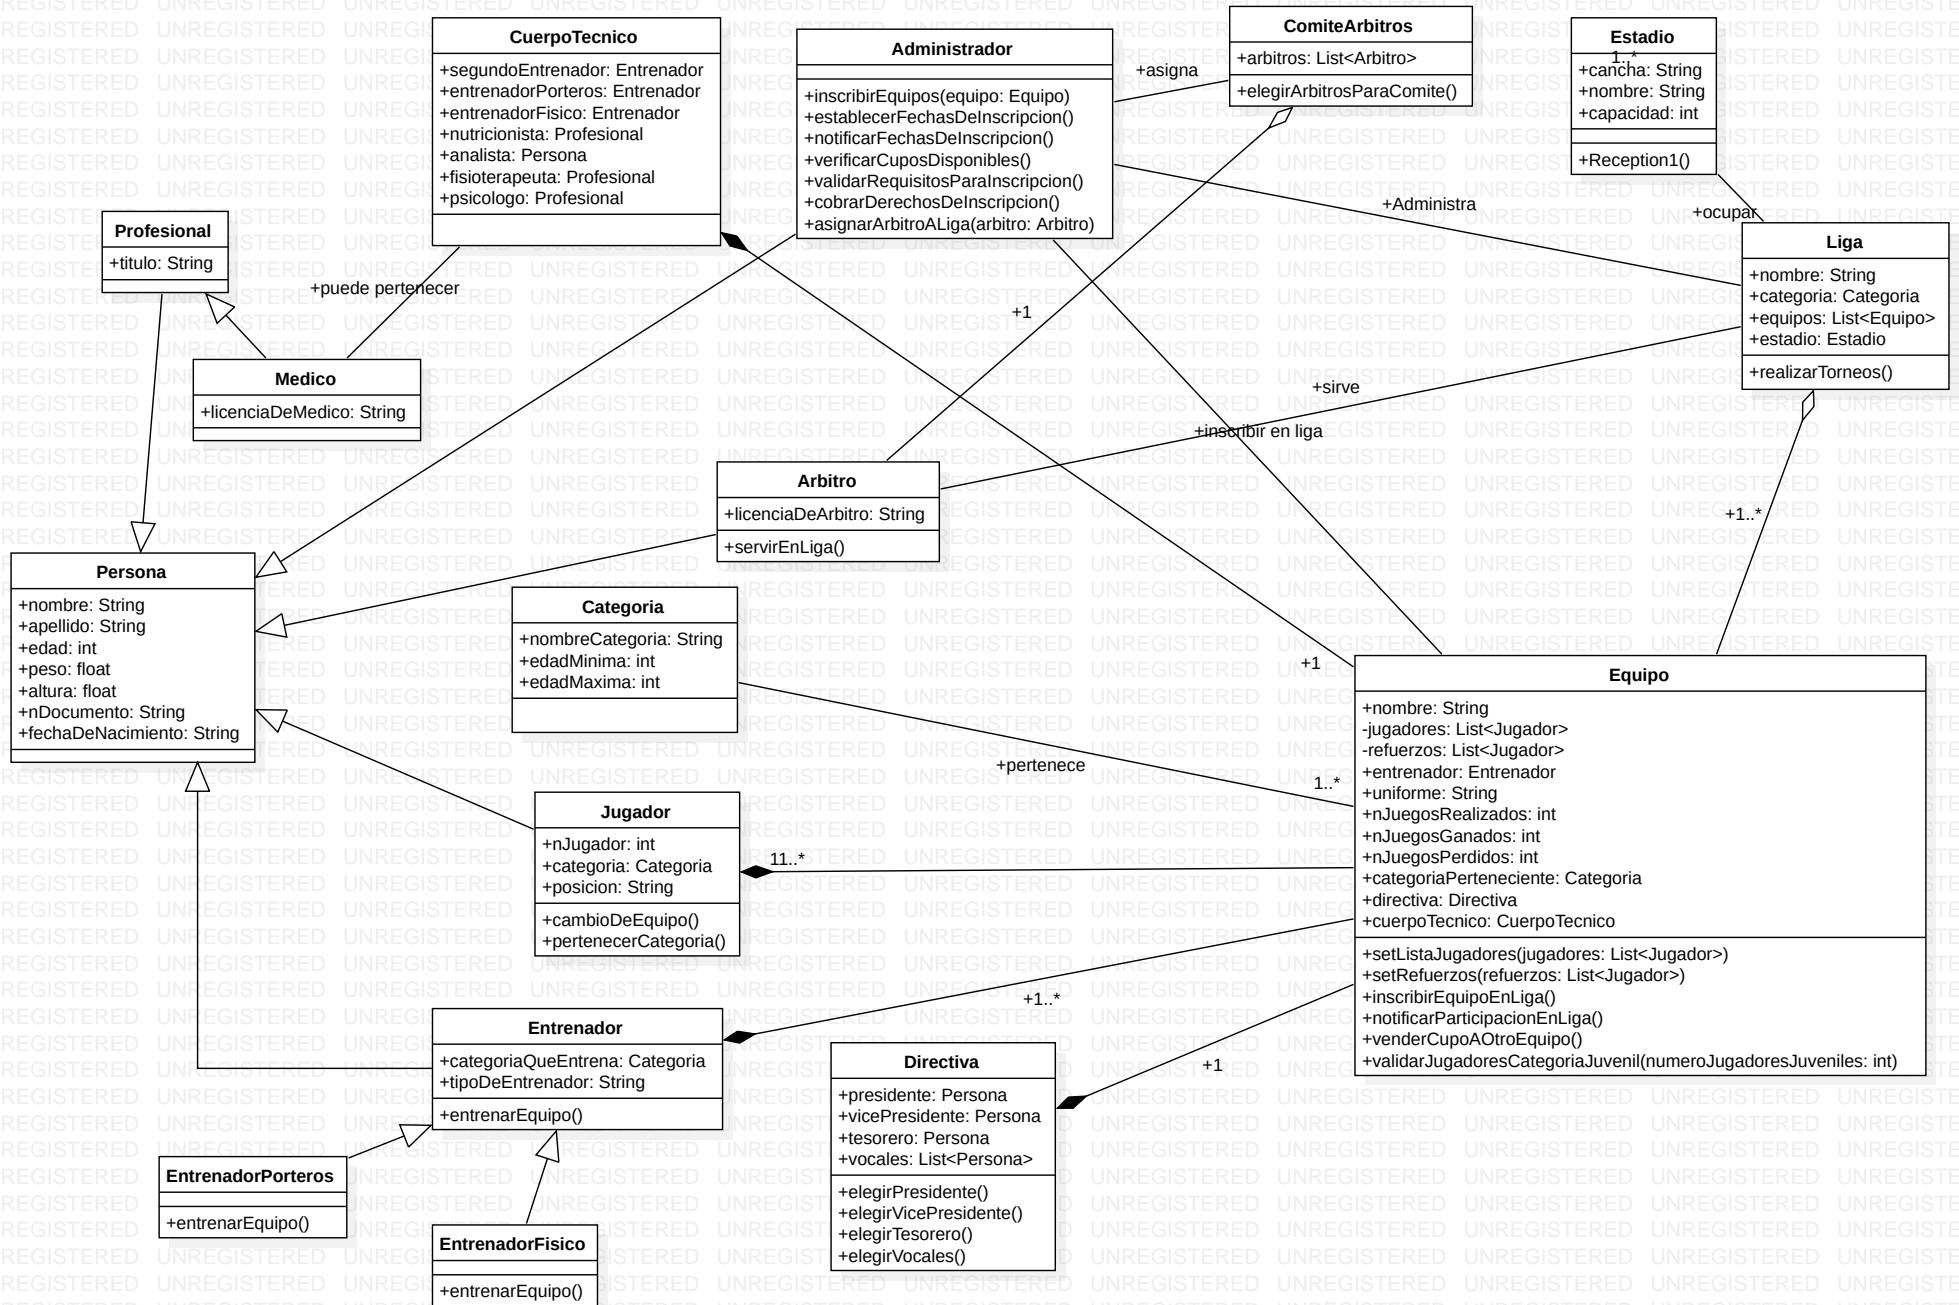 CuerpoTecnico
+segundoEntrenador: Entrenador
+entrenadorPorteros: Entrenador
+entrenadorFisico: Entrenador
+nutricionista: Profesional
+analista: Persona
+fisioterapeuta: Profesional
+psicologo: Profesional
Administrador
+inscribirEquipos(equipo: Equipo)
+establecerFechasDeInscripcion()
+notificarFechasDeInscripcion()
+verificarCuposDisponibles()
+validarRequisitosParaInscripcion()
+cobrarDerechosDeInscripcion()
+asignarArbitroALiga(arbitro: Arbitro)
+asigna
ComiteArbitros
+arbitros: List<Arbitro>
+elegirArbitrosParaComite()
Estadio
1..*
+cancha: String
+nombre: String
+capacidad: int
+Reception1()
+ocupar
+Administra
Liga
+nombre: String
+categoria: Categoria
+equipos: List<Equipo>
+estadio: Estadio
+realizarTorneos()
Profesional
+titulo: String
+puede pertenecer
Medico
+licenciaDeMedico: String
+1
+sirve
+inscribir en liga
+1..*
Arbitro
+licenciaDeArbitro: String
+servirEnLiga()
Persona
+nombre: String
+apellido: String
+edad: int
+peso: float
+altura: float
+nDocumento: String
+fechaDeNacimiento: String
Categoria
+nombreCategoria: String
+edadMinima: int
+edadMaxima: int
+pertenece
1..*
+1
Equipo
+nombre: String
-jugadores: List<Jugador>
-refuerzos: List<Jugador>
+entrenador: Entrenador
+uniforme: String
+nJuegosRealizados: int
+nJuegosGanados: int
+nJuegosPerdidos: int
+categoriaPerteneciente: Categoria
+directiva: Directiva
+cuerpoTecnico: CuerpoTecnico
+setListaJugadores(jugadores: List<Jugador>)
+setRefuerzos(refuerzos: List<Jugador>)
+inscribirEquipoEnLiga()
+notificarParticipacionEnLiga()
+venderCupoAOtroEquipo()
+validarJugadoresCategoriaJuvenil(numeroJugadoresJuveniles: int)
Jugador
+nJugador: int
+categoria: Categoria
+posicion: String
+cambioDeEquipo()
+pertenecerCategoria()
11..*
Entrenador
+categoriaQueEntrena: Categoria
+tipoDeEntrenador: String
+entrenarEquipo()
+1..*
Directiva
+presidente: Persona
+vicePresidente: Persona
+tesorero: Persona
+vocales: List<Persona>
+elegirPresidente()
+elegirVicePresidente()
+elegirTesorero()
+elegirVocales()
+1
EntrenadorPorteros
+entrenarEquipo()
EntrenadorFisico
+entrenarEquipo()